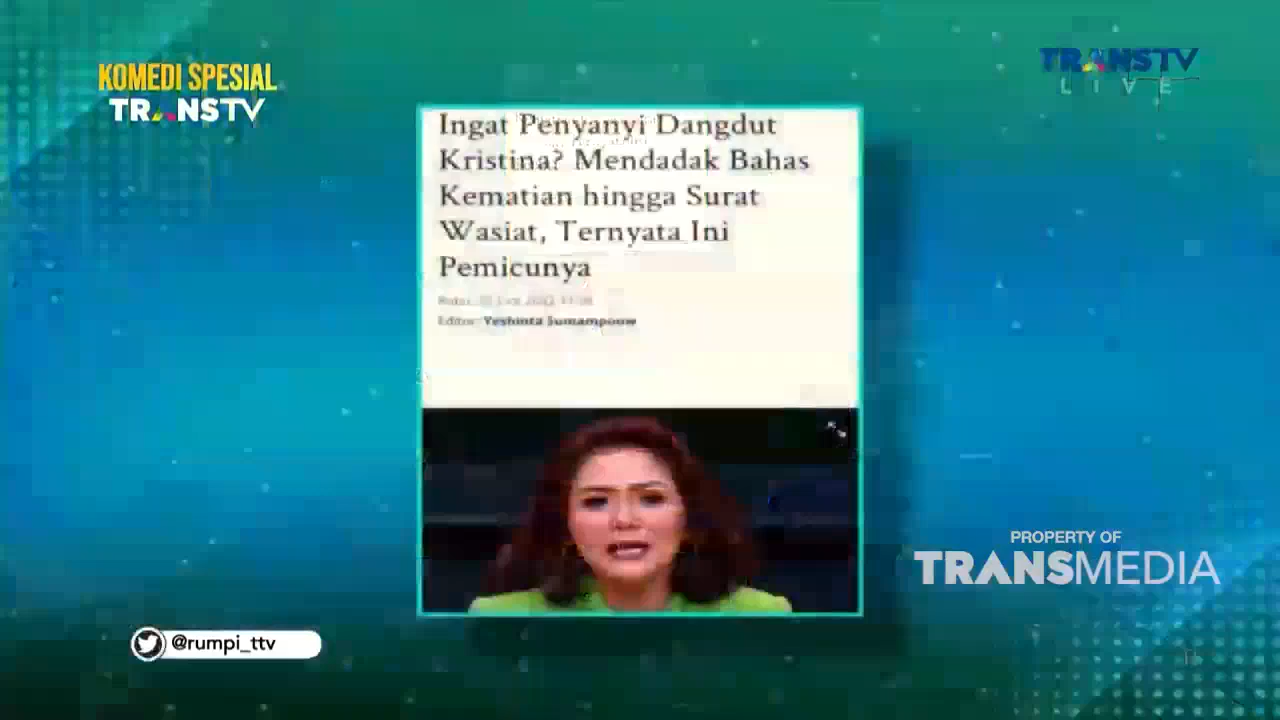 KOMEDI SPESIAL
TRANSTV
TRANSTV
LIVE
Ingat Penyanyi Dangdut
Kristina? Mendadak Bahas
Kematian hingga Surat
Wasiat, Ternyata Ini
Pemicunya
Editor: Yeshinta Sumampouw
PROPERTY OF
TRANSMEDIA
@rumpi_ttv